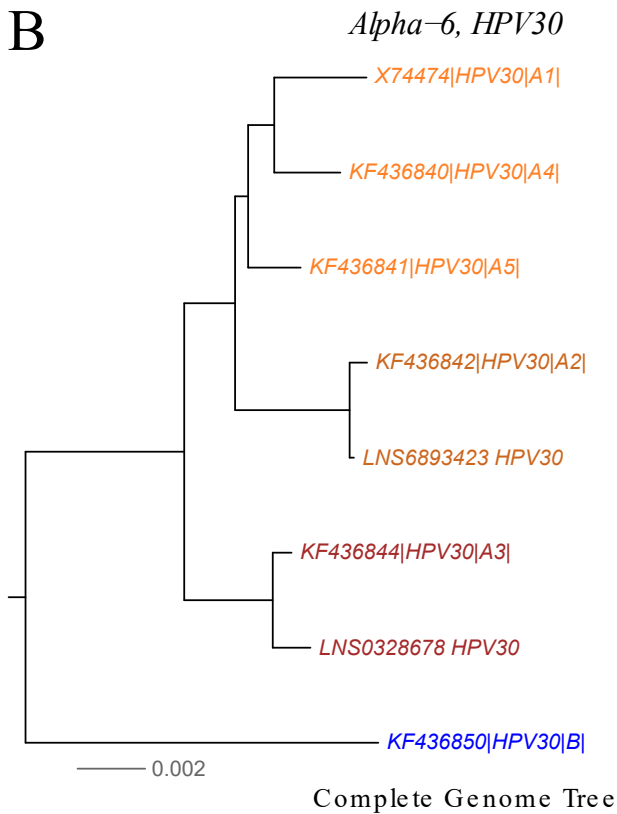 B
Alpha−6, HPV30
X74474|HPV30|A1|
KF436840|HPV30|A4|
KF436841|HPV30|A5|
KF436842|HPV30|A2|
LNS6893423 HPV30
KF436844|HPV30|A3|
LNS0328678 HPV30
KF436850|HPV30|B|
0.002
Complete Genome Tree